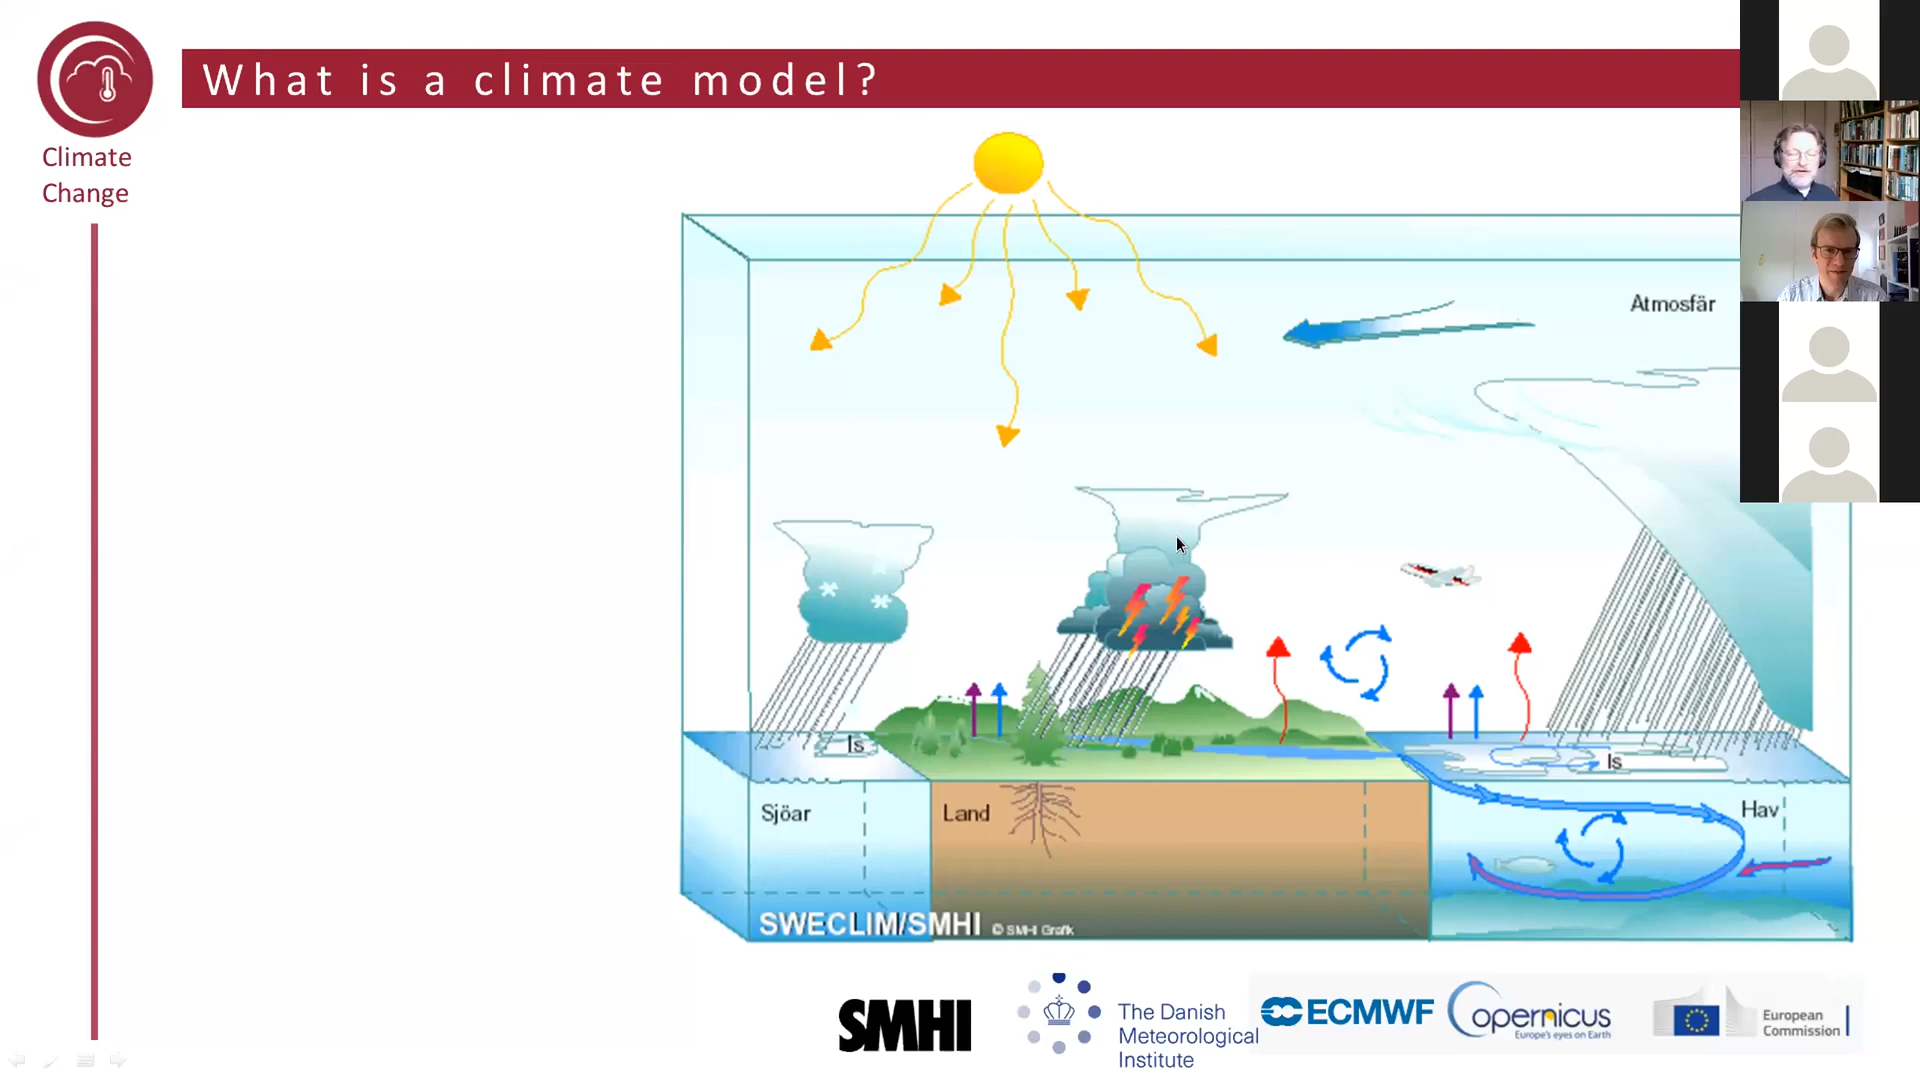 What is a climate model?
Climate
Change
Atmosfär
Is
Is
Sjöar
Land
Hav
SWECLIM/SMHI © SMHI Grafik
SMHI
The Danish
Meteorological
Institute
ECMWF
Copernicus
Europe's eyes on Earth
European
Commission